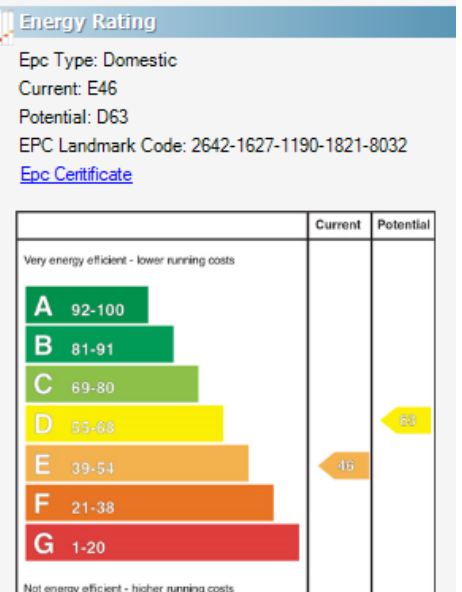 Energy Rating
Epc Type: Domestic
Current: E46
Potential: D63
EPC Landmark Code: 2642-1627-1190-1821-8032
Epc Ceritificate
Current Potential
Very energy efficient - lower running costs
A 92-100
B 81-91
C 69-80
D 55-68 63
E 39-54 46
F 21-38
G 1-20
Not energy efficient - higher running costs